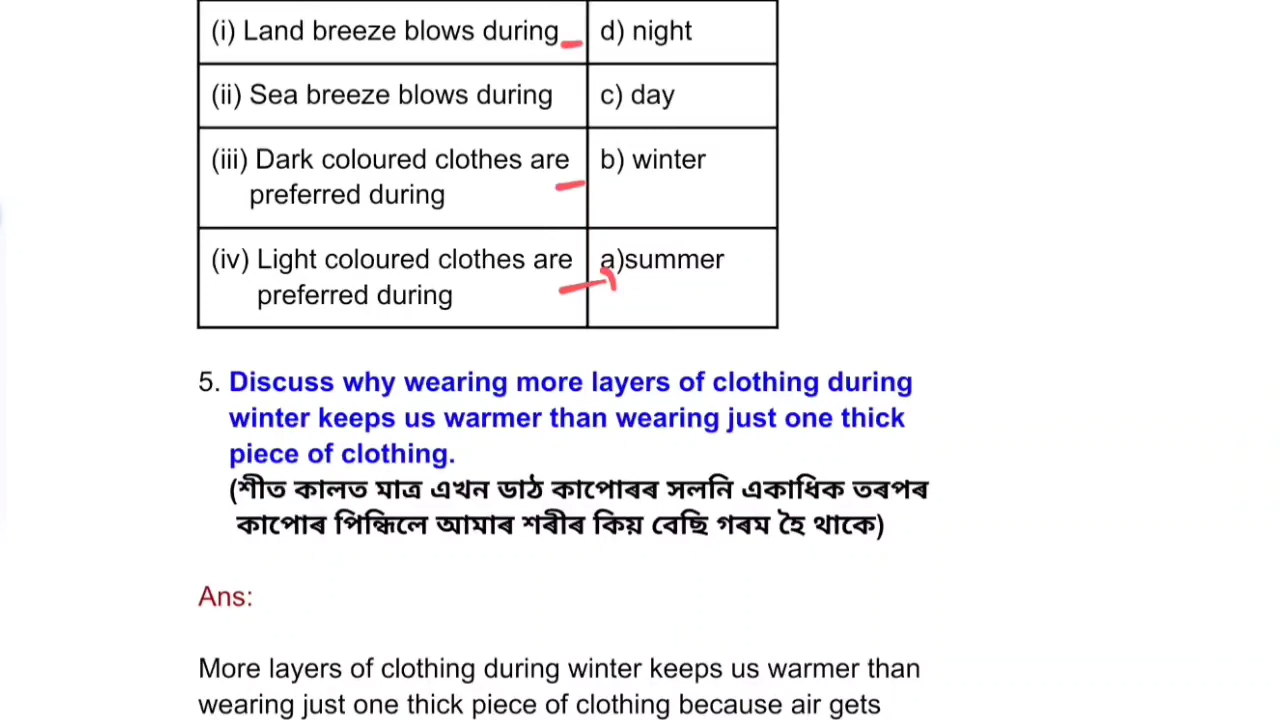 (i) Land breeze blows during
d) night
(ii) Sea breeze blows during
c) day
(iii) Dark coloured clothes are
preferred during
b) winter
(iv) Light coloured clothes are
preferred during
a)summer
5. Discuss why wearing more layers of clothing during
winter keeps us warmer than wearing just one thick
piece of clothing.
(শীত কালত মাত্ৰ এখন ডাঠ কাপোৰৰ সলনি একাধিক তৰপৰ
কাপোৰ পিন্ধিলে আমাৰ শৰীৰ কিয় বেছি গৰম হৈ থাকে)
Ans:
More layers of clothing during winter keeps us warmer than
wearing just one thick piece of clothing because air gets